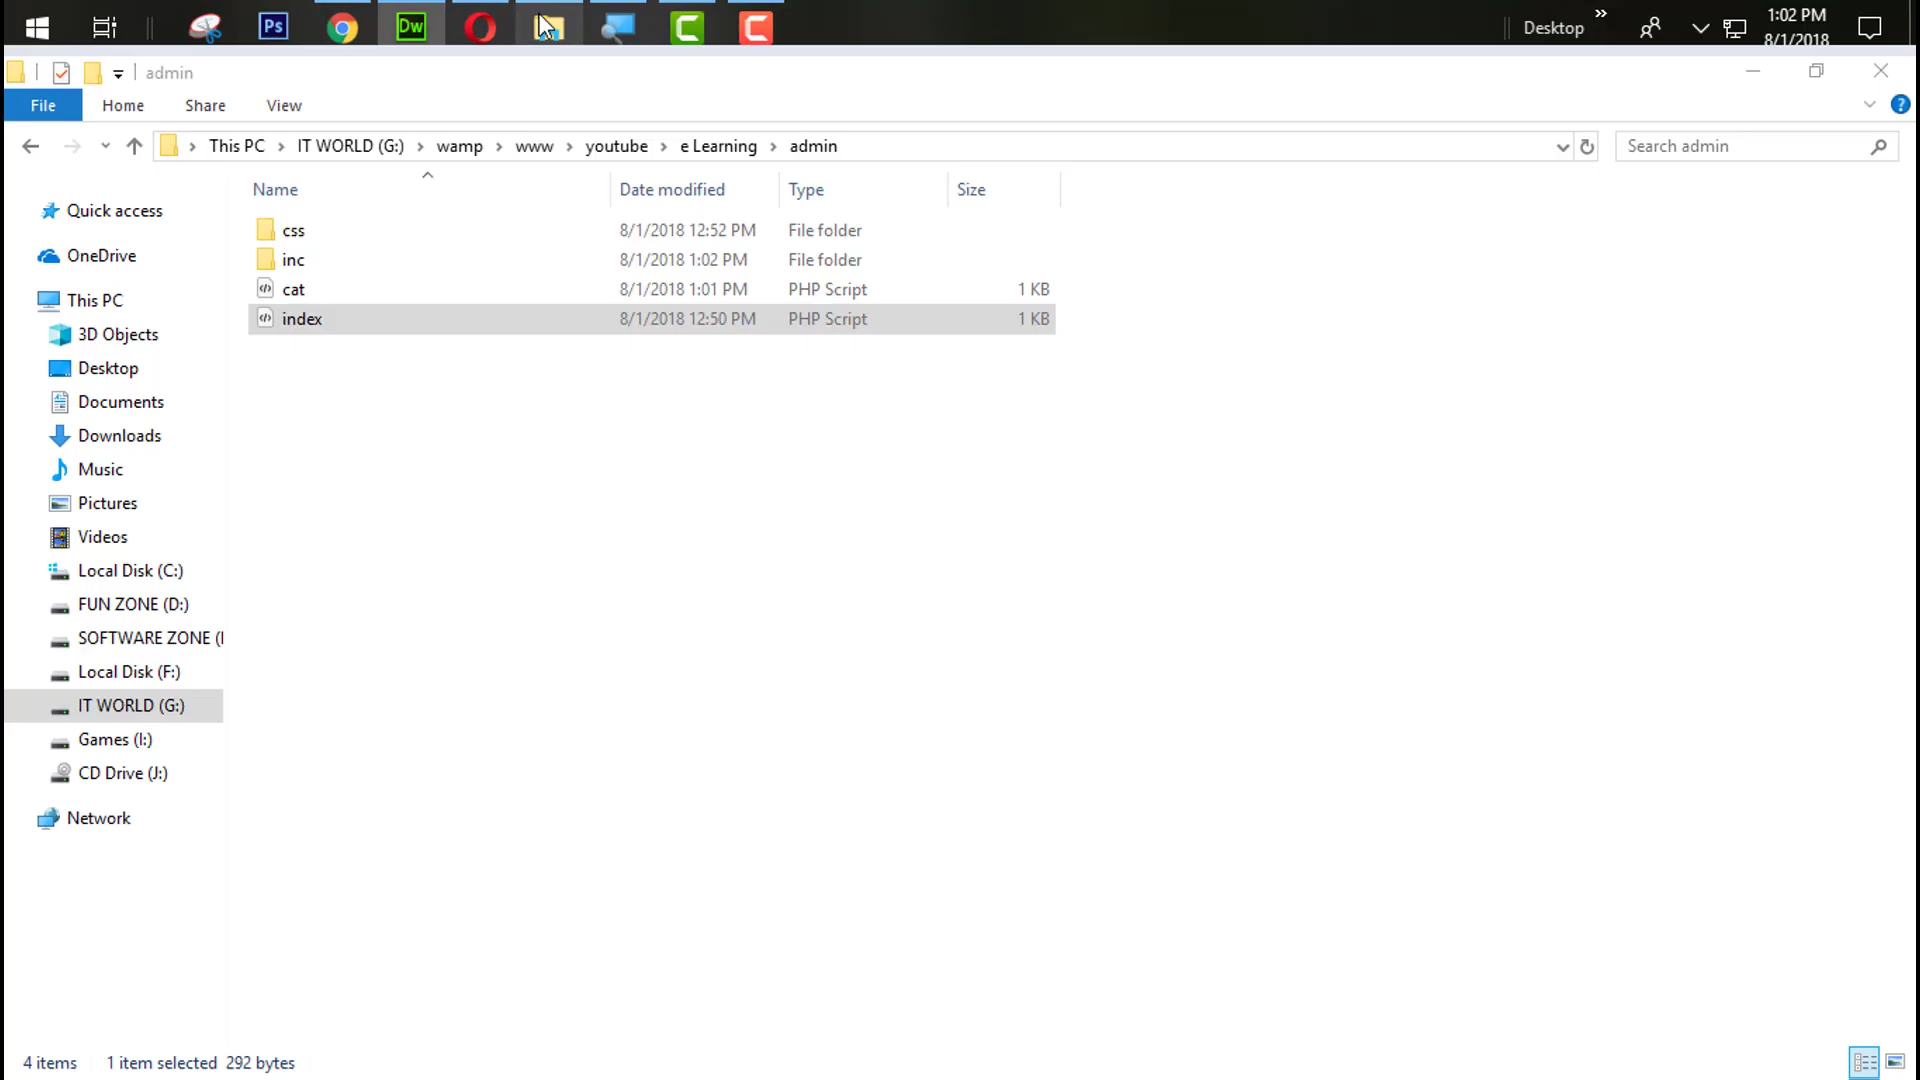 Ps
Dw
Desktop
»
1:02 PM
8/1/2018
admin
File
Home
Share
View
This PC > IT WORLD (G:) > wamp > www > youtube > e Learning > admin
Search admin
Name
Date modified
Type
Size
css
8/1/2018 12:52 PM
File folder
inc
8/1/2018 1:02 PM
File folder
cat
8/1/2018 1:01 PM
PHP Script
1 KB
index
8/1/2018 12:50 PM
PHP Script
1 KB
Quick access
OneDrive
This PC
3D Objects
Desktop
Documents
Downloads
Music
Pictures
Videos
Local Disk (C:)
FUN ZONE (D:)
SOFTWARE ZONE (
Local Disk (F:)
IT WORLD (G:)
Games (I:)
CD Drive (J:)
Network
4 items
1 item selected 292 bytes